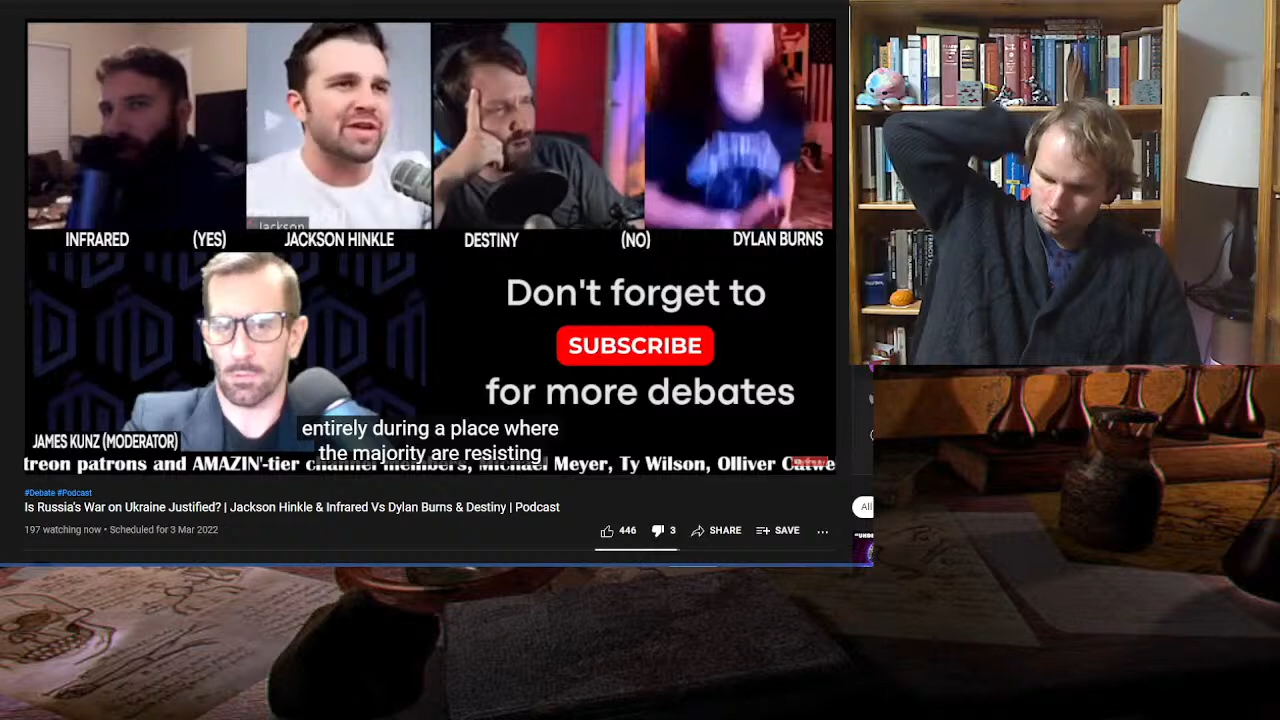 Jackson
INFRARED (YES) JACKSON HINKLE DESTINY (NO) DYLAN BURNS
Don't forget to
SUBSCRIBE
for more debates
entirely during a place where
the majority are resisting
JAMES KUNZ (MODERATOR)
treon patrons and AMAZIN'-tier channel members, Michael Meyer, Ty Wilson, Olliver Catwe
#Debate #Podcast
Is Russia's War on Ukraine Justified? | Jackson Hinkle & Infrared Vs Dylan Burns & Destiny | Podcast
197 watching now • Scheduled for 3 Mar 2022
446 3 SHARE SAVE ...
All